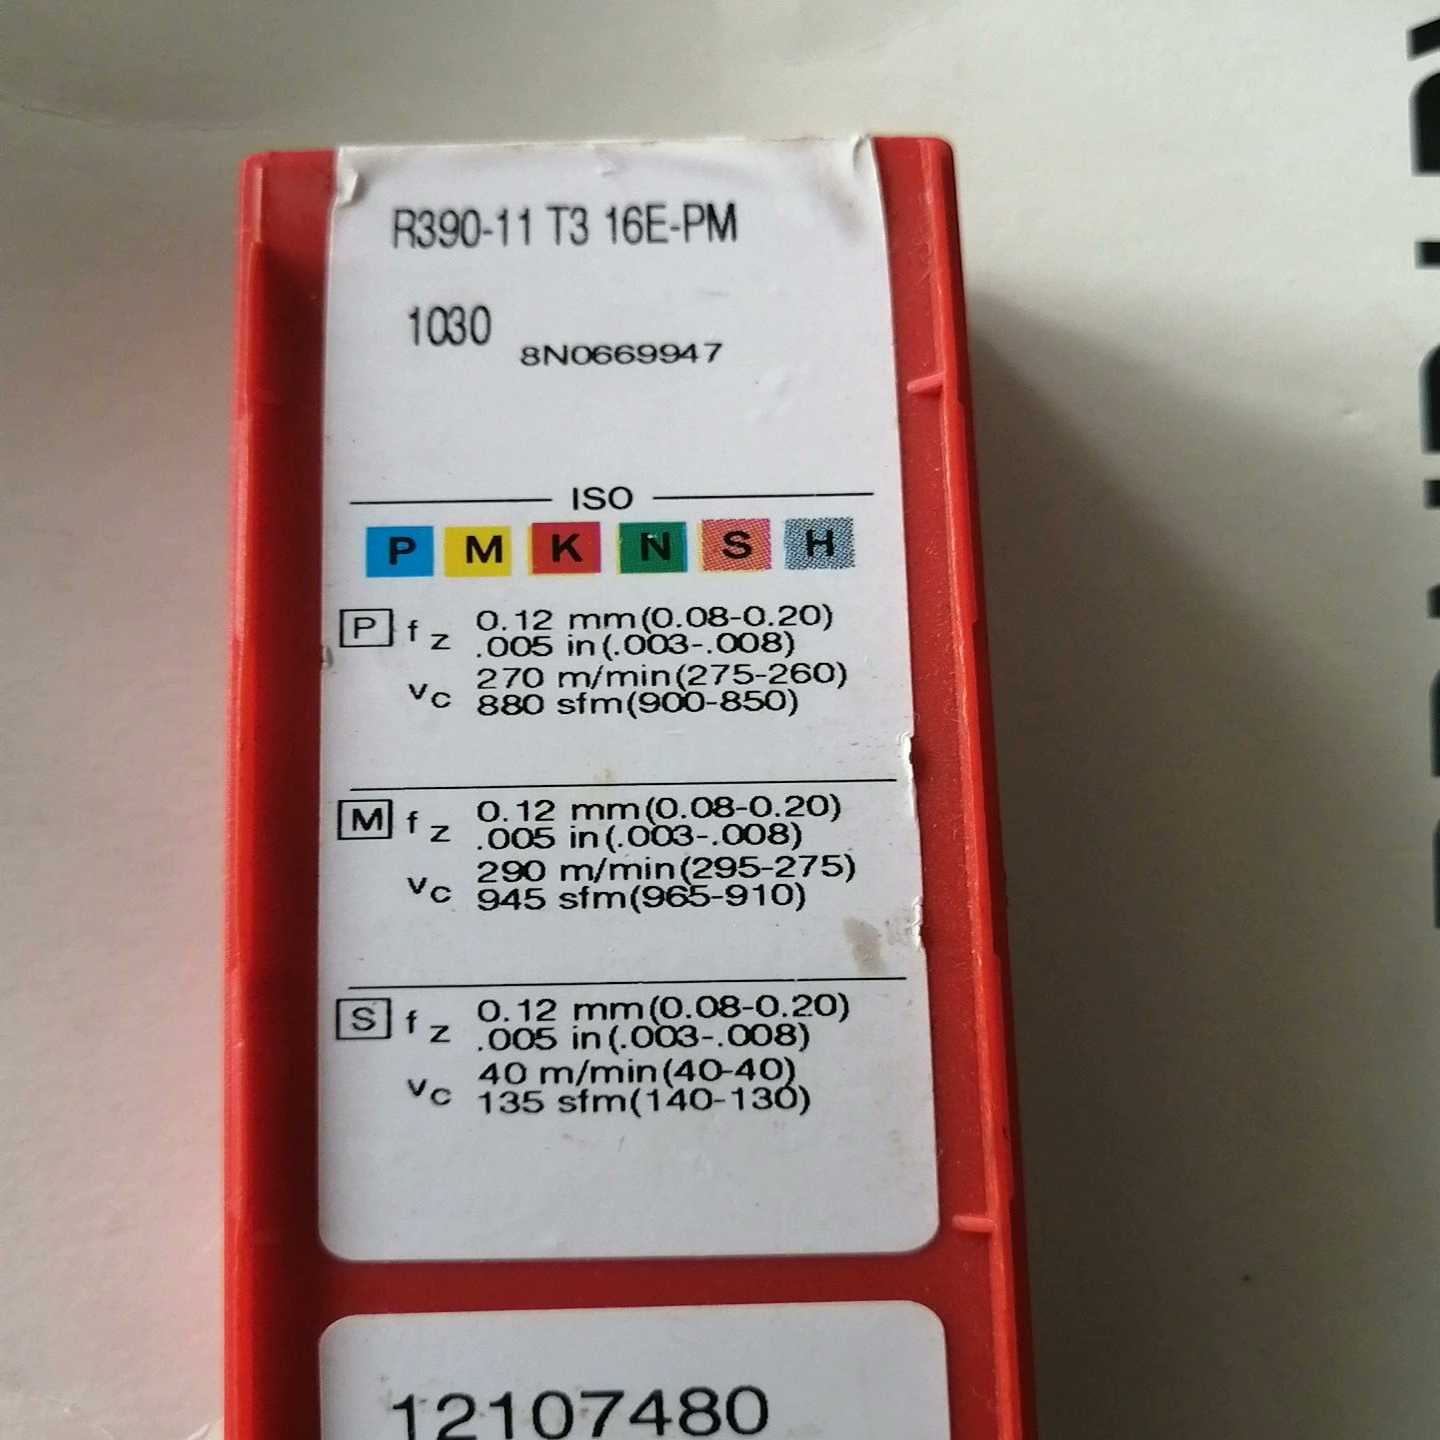 R390-11 T3 16E-PM
1030
8N0669947
ISO
P M K N S H
P fz 0.12 mm(0.08-0.20)
.005 in(.003-.008)
vc 270 m/min(275-260)
880 sfm(900-850)
M fz 0.12 mm(0.08-0.20)
.005 in(.003-.008)
vc 290 m/min(295-275)
945 sfm(965-910)
S fz 0.12 mm(0.08-0.20)
.005 in(.003-.008)
vc 40 m/min(40-40)
135 sfm(140-130)
12107480